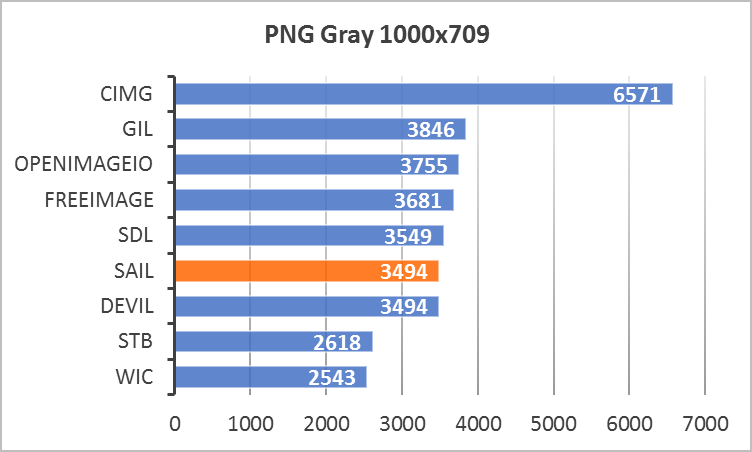 PNG Gray 1000x709
CIMG 6571
GIL 3846
OPENIMAGEIO 3755
FREEIMAGE 3681
SDL 3549
SAIL 3494
DEVIL 3494
STB 2618
WIC 2543
0 1000 2000 3000 4000 5000 6000 7000